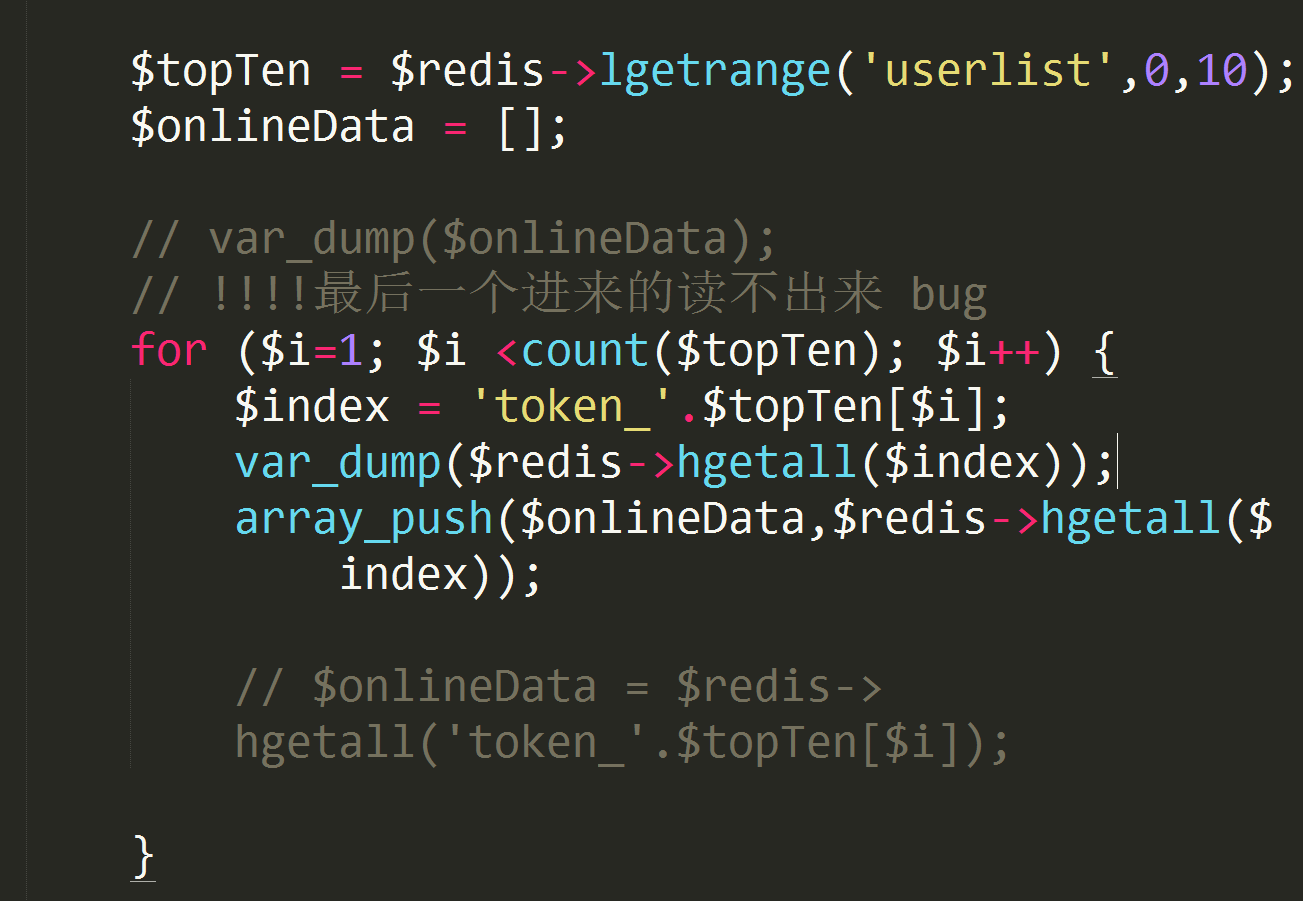 $topTen = $redis->lgetrange('userlist',0,10);
$onlineData = [];
// var_dump($onlineData);
// !!!!最后一个进来的读不出来 bug
for ($i=1; $i <count($topTen); $i++) {
$index = 'token_'.$topTen[$i];
var_dump($redis->hgetall($index));
array_push($onlineData,$redis->hgetall($
index));
// $onlineData = $redis->
hgetall('token_'.$topTen[$i]);
}